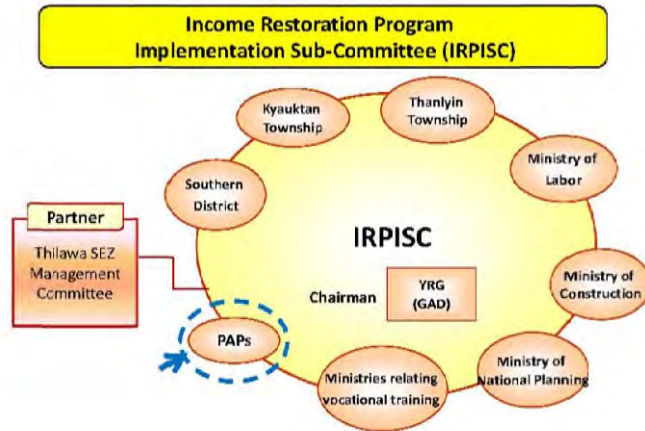 Income Restoration Program
Implementation Sub-Committee (IRPISC)
Kyauktan
Township
Thanlyin
Township
Ministry of
Labor
Southern
District
Partner
Thilawa SEZ
Management
Committee
IRPISC
Chairman
YRG
(GAD)
Ministry of
Construction
PAPs
Ministries relating
vocational training
Ministry of
National Planning